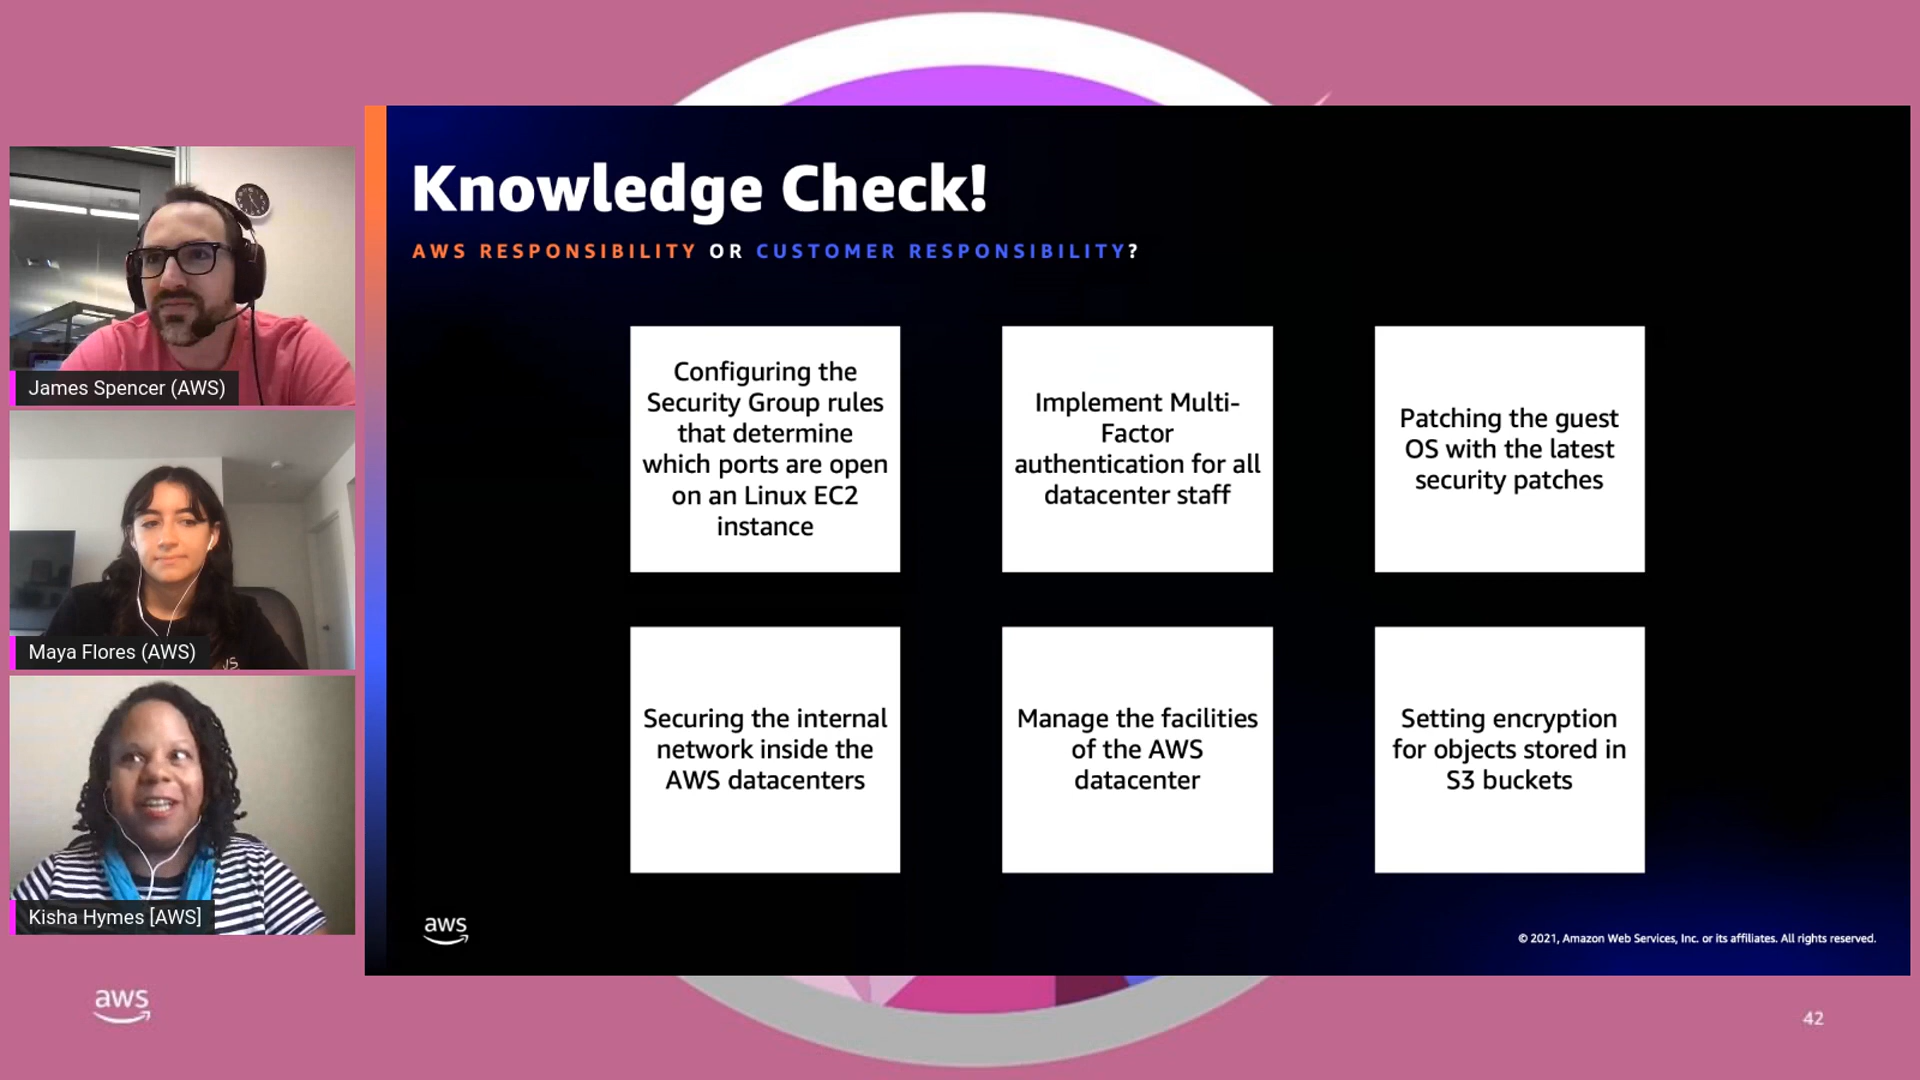 Knowledge Check!
AWS RESPONSIBILITY OR CUSTOMER RESPONSIBILITY?
Configuring the
Security Group rules
that determine
which ports are open
on an Linux EC2
instance
Implement Multi-
Factor
authentication for all
datacenter staff
Patching the guest
OS with the latest
security patches
Securing the internal
network inside the
AWS datacenters
Manage the facilities
of the AWS
datacenter
Setting encryption
for objects stored in
S3 buckets
aws
© 2021, Amazon Web Services, Inc. or its affiliates. All rights reserved.
James Spencer (AWS)
Maya Flores (AWS)
Kisha Hymes [AWS]
aws
42